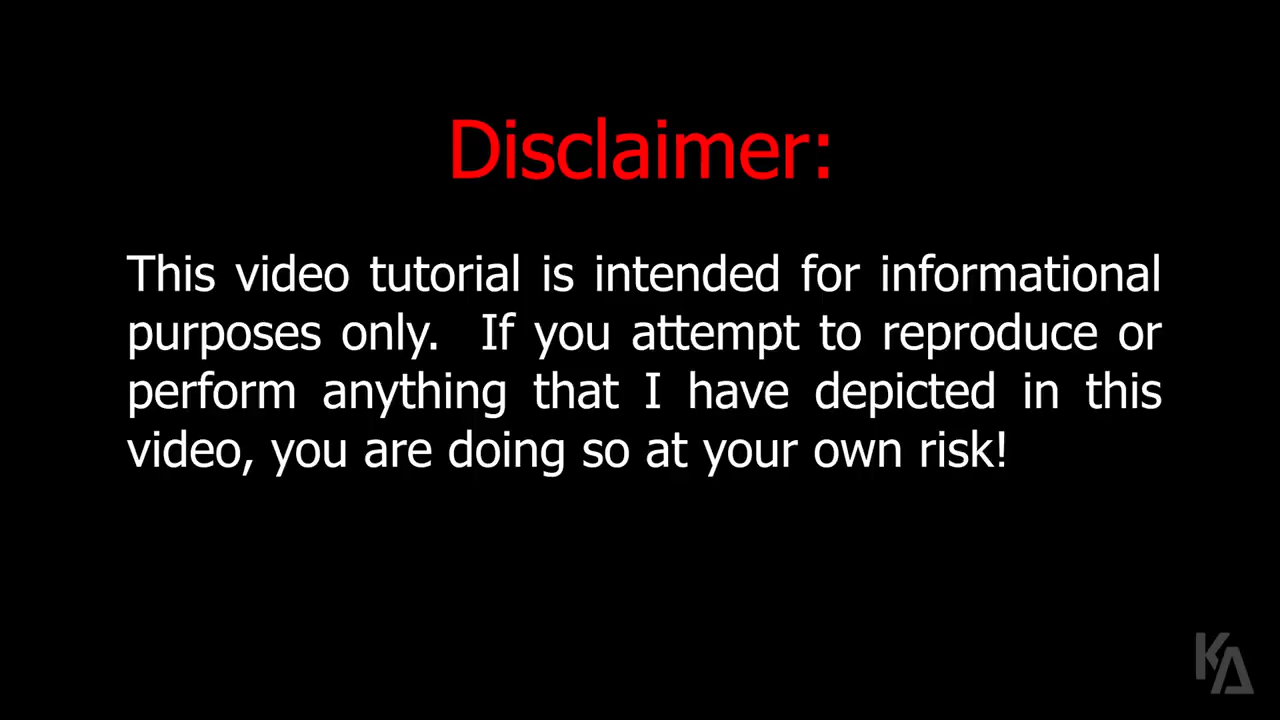 Disclaimer:
This video tutorial is intended for informational
purposes only.  If you attempt to reproduce or
perform anything that I have depicted in this
video, you are doing so at your own risk!
KA